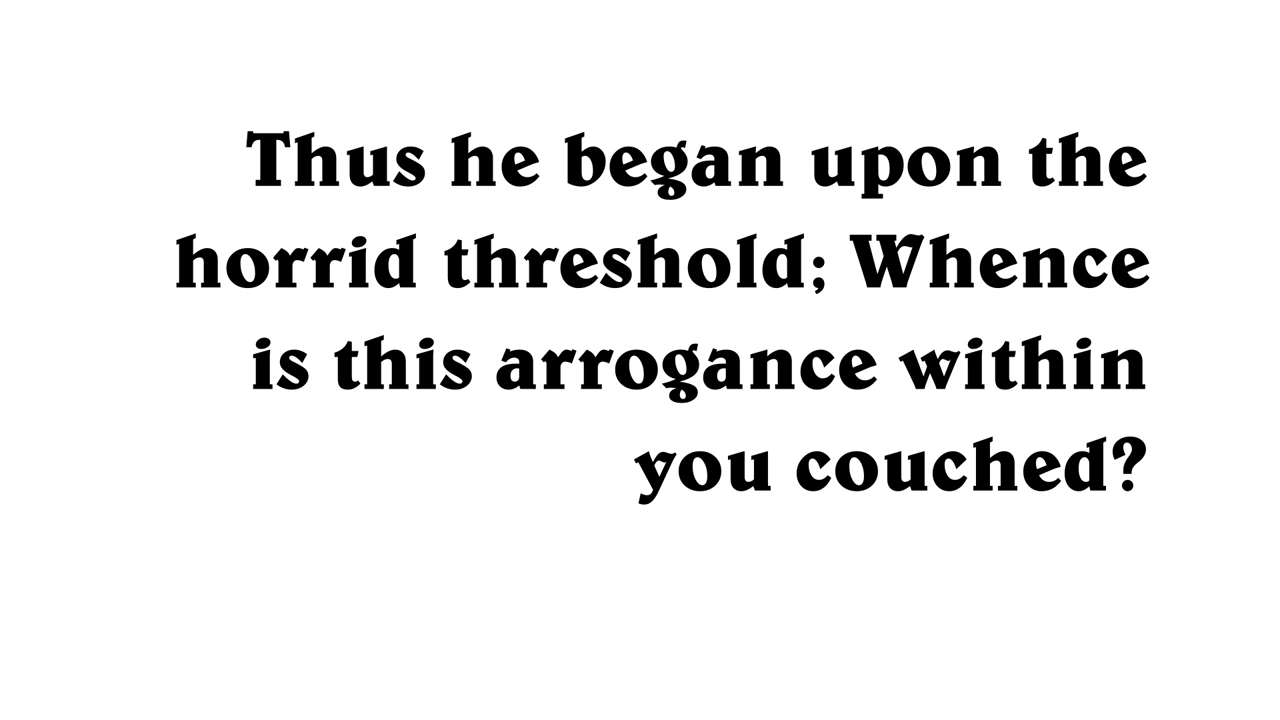 Thus he began upon the
horrid threshold; Whence
is this arrogance within
you couched?